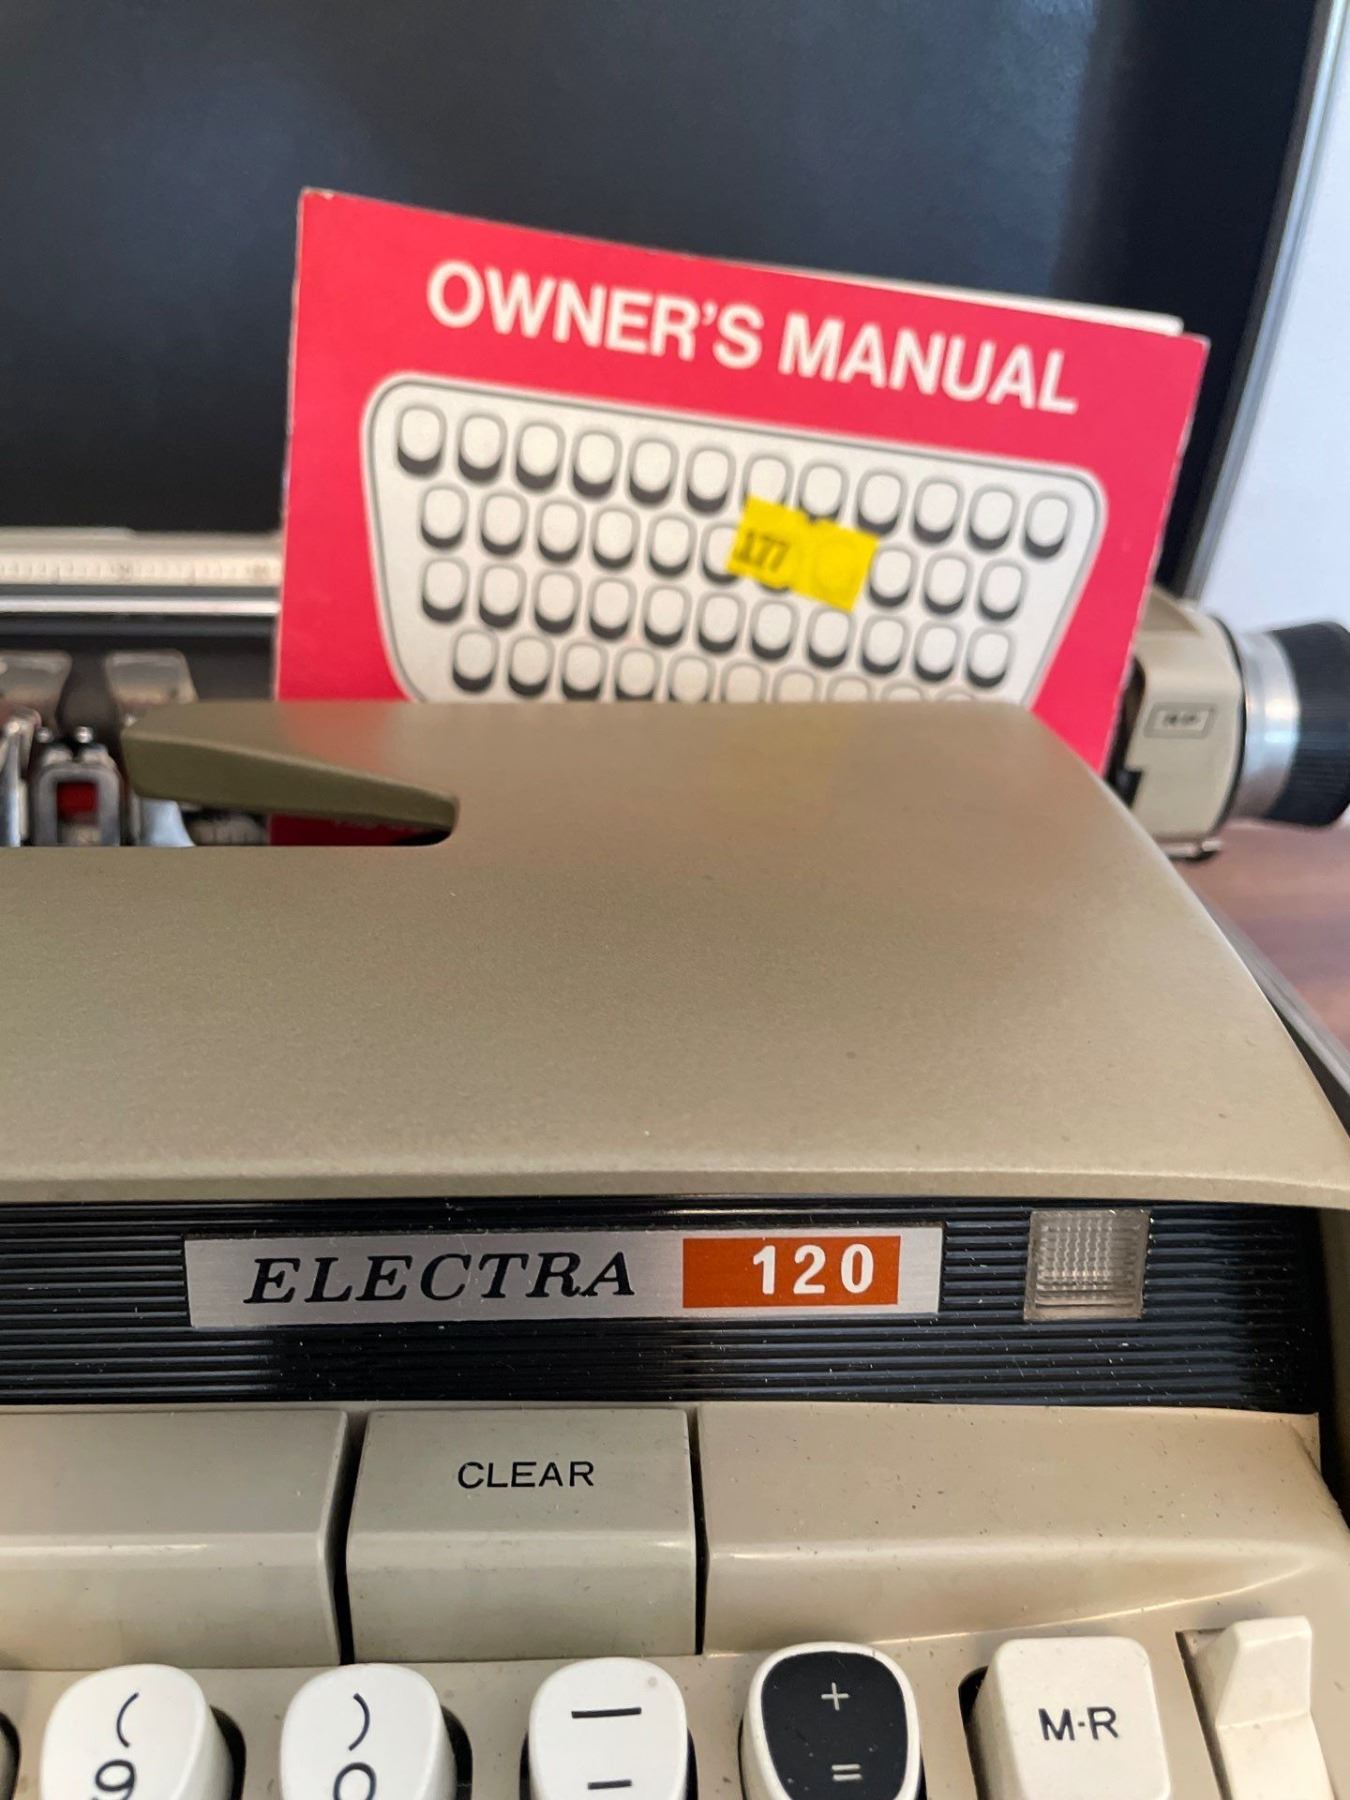 OWNER'S MANUAL
177
ELECTRA 120
CLEAR
( ) — +
9 0 - = M-R